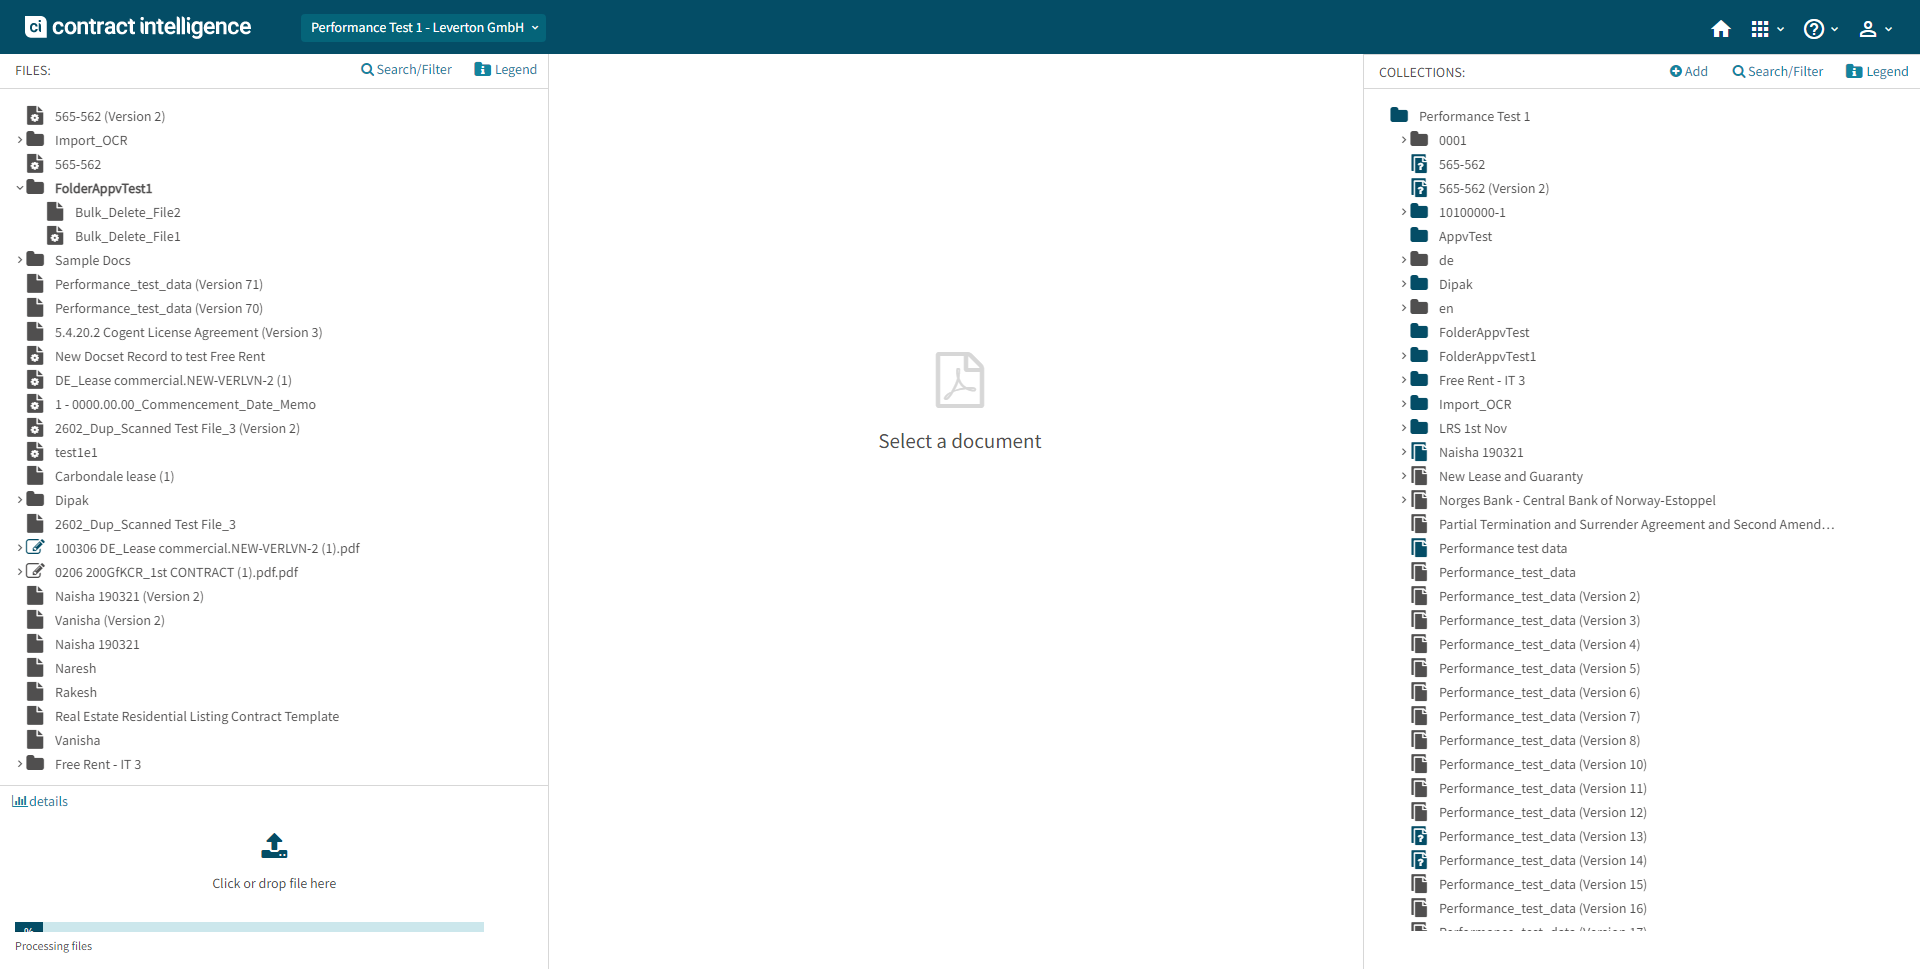 ci contract intelligence
Performance Test 1 - Leverton GmbH
FILES:
Search/Filter
Legend
565-562 (Version 2)
Import_OCR
565-562
FolderAppvTest1
Bulk_Delete_File2
Bulk_Delete_File1
Sample Docs
Performance_test_data (Version 71)
Performance_test_data (Version 70)
5.4.20.2 Cogent License Agreement (Version 3)
New Docset Record to test Free Rent
DE_Lease commercial.NEW-VERLVN-2 (1)
1 - 0000.00.00_Commencement_Date_Memo
2602_Dup_Scanned Test File_3 (Version 2)
test1e1
Carbondale lease (1)
Dipak
2602_Dup_Scanned Test File_3
100306 DE_Lease commercial.NEW-VERLVN-2 (1).pdf
0206 200GfKCR_1st CONTRACT (1).pdf.pdf
Naisha 190321 (Version 2)
Vanisha (Version 2)
Naisha 190321
Naresh
Rakesh
Real Estate Residential Listing Contract Template
Vanisha
Free Rent - IT 3
details
Click or drop file here
%
Processing files
Select a document
COLLECTIONS:
Add
Search/Filter
Legend
Performance Test 1
0001
565-562
565-562 (Version 2)
10100000-1
AppvTest
de
Dipak
en
FolderAppvTest
FolderAppvTest1
Free Rent - IT 3
Import_OCR
LRS 1st Nov
Naisha 190321
New Lease and Guaranty
Norges Bank - Central Bank of Norway-Estoppel
Partial Termination and Surrender Agreement and Second Amend...
Performance test data
Performance_test_data
Performance_test_data (Version 2)
Performance_test_data (Version 3)
Performance_test_data (Version 4)
Performance_test_data (Version 5)
Performance_test_data (Version 6)
Performance_test_data (Version 7)
Performance_test_data (Version 8)
Performance_test_data (Version 10)
Performance_test_data (Version 11)
Performance_test_data (Version 12)
Performance_test_data (Version 13)
Performance_test_data (Version 14)
Performance_test_data (Version 15)
Performance_test_data (Version 16)
Performance_test_data (Version 17)